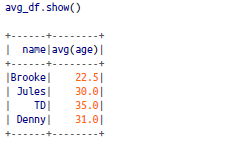 avg_df.show()
+------+--------+
|  name|avg(age)|
+------+--------+
|Brooke|    22.5|
| Jules|    30.0|
|    TD|    35.0|
| Denny|    31.0|
+------+--------+